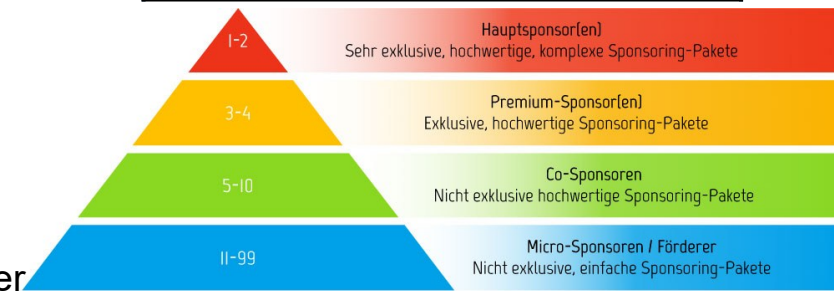 1-2
Hauptsponsor(en)
Sehr exklusive, hochwertige, komplexe Sponsoring-Pakete
3-4
Premium-Sponsor(en)
Exklusive, hochwertige Sponsoring-Pakete
5-10
Co-Sponsoren
Nicht exklusive hochwertige Sponsoring-Pakete
11-99
Micro-Sponsoren / Förderer
Nicht exklusive, einfache Sponsoring-Pakete
er